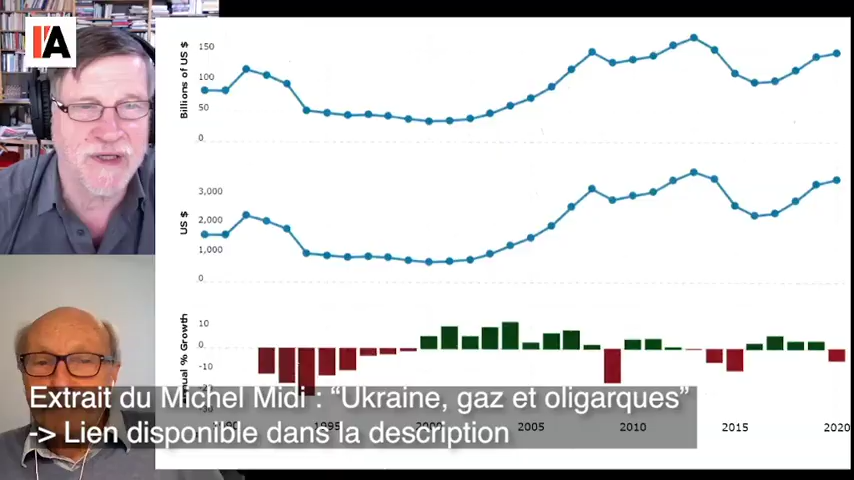 I'A
Billions of US $
150
100
50
0
US $
3,000
2,000
1,000
0
Annual % Growth
10
0
-10
1995
2000
2005
2010
2015
2020
Extrait du Michel Midi : “Ukraine, gaz et oligarques”
-> Lien disponible dans la description